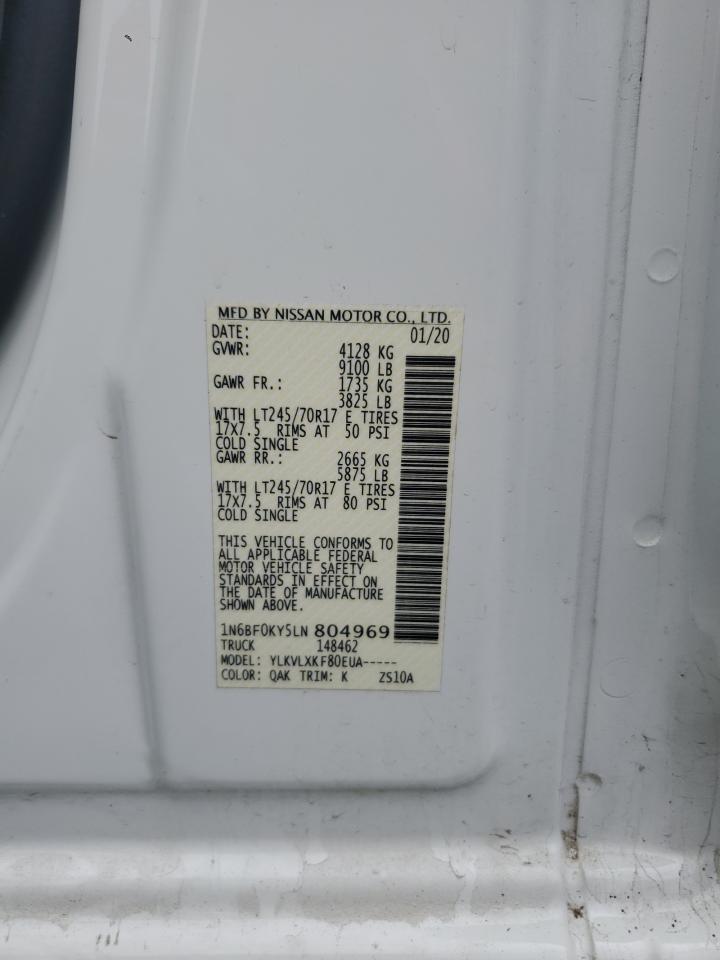 MFD BY NISSAN MOTOR CO., LTD.
DATE: 01/20
GVWR: 4128 KG
9100 LB
GAWR FR.: 1735 KG
3825 LB
WITH LT245/70R17 E TIRES
17X7.5 RIMS AT 50 PSI
COLD SINGLE
GAWR RR.: 2665 KG
5875 LB
WITH LT245/70R17 E TIRES
17X7.5 RIMS AT 80 PSI
COLD SINGLE
THIS VEHICLE CONFORMS TO
ALL APPLICABLE FEDERAL
MOTOR VEHICLE SAFETY
STANDARDS IN EFFECT ON
THE DATE OF MANUFACTURE
SHOWN ABOVE.
1N6BF0KY5LN 804969
TRUCK 148462
MODEL: YLKVLXKF80EUA-----
COLOR: QAK TRIM: K ZS10A